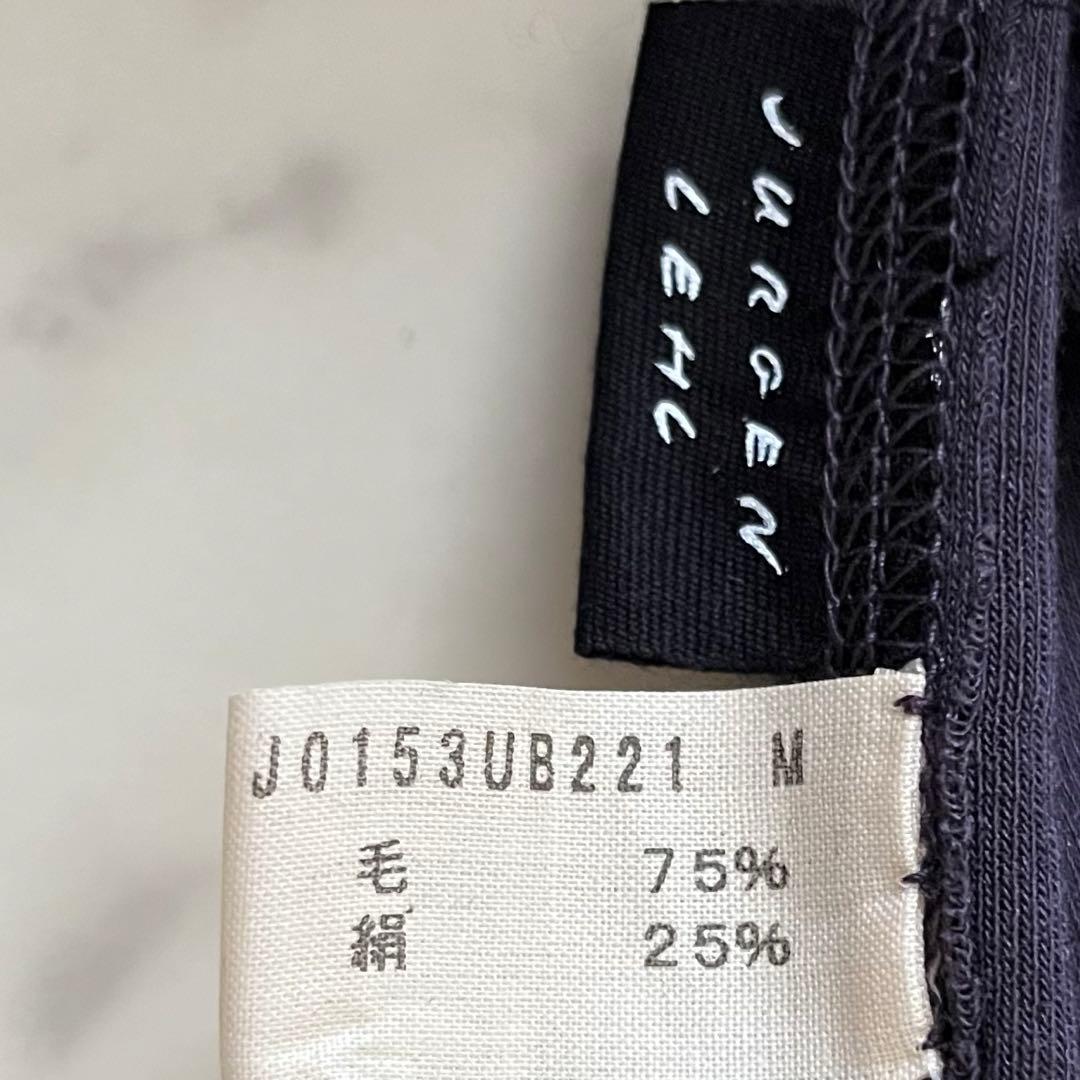 JURGEN
LEHL
J0153UB221 M
毛 75%
絹 25%